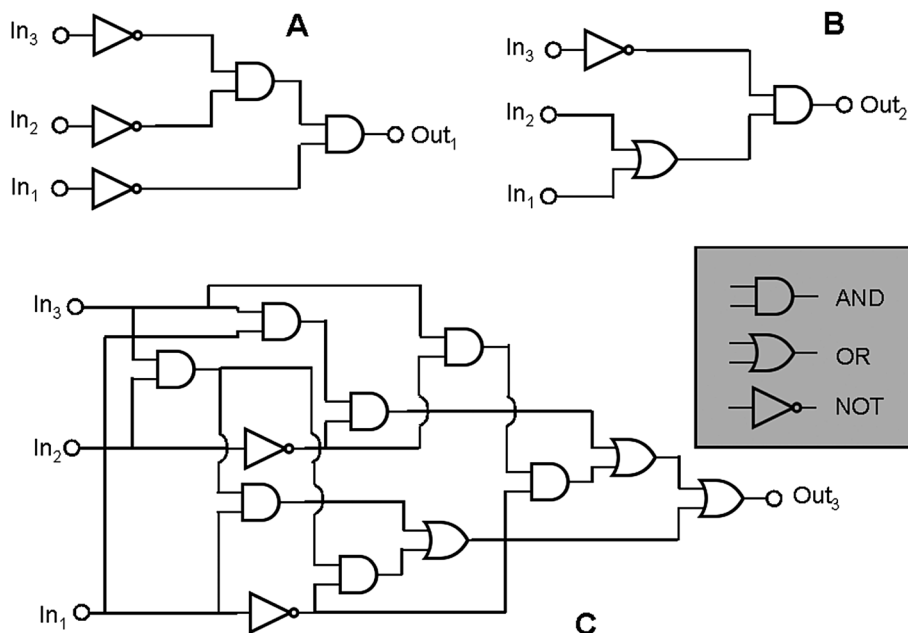 A
In₃
In₂
In₁
Out₁
B
In₃
In₂
In₁
Out₂
In₃
In₂
In₁
Out₃
C
AND
OR
NOT